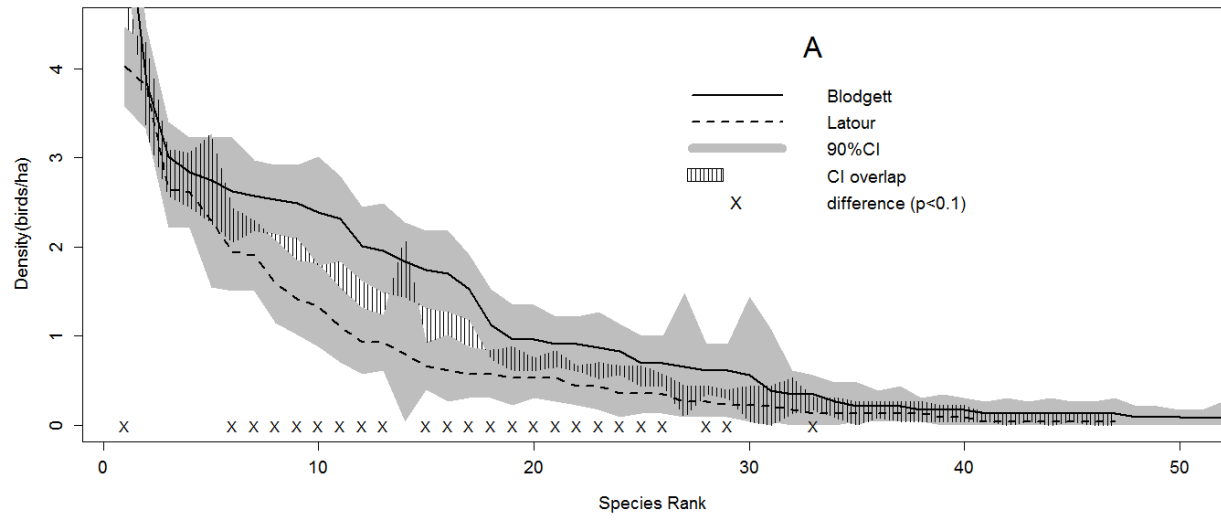 A
Blodgett
Latour
90%CI
CI overlap
X difference (p<0.1)
Density(birds/ha)
4
3
2
1
0
X X X X X X X X X X X X X X X X X X X X X X X X
0 10 20 30 40 50
Species Rank